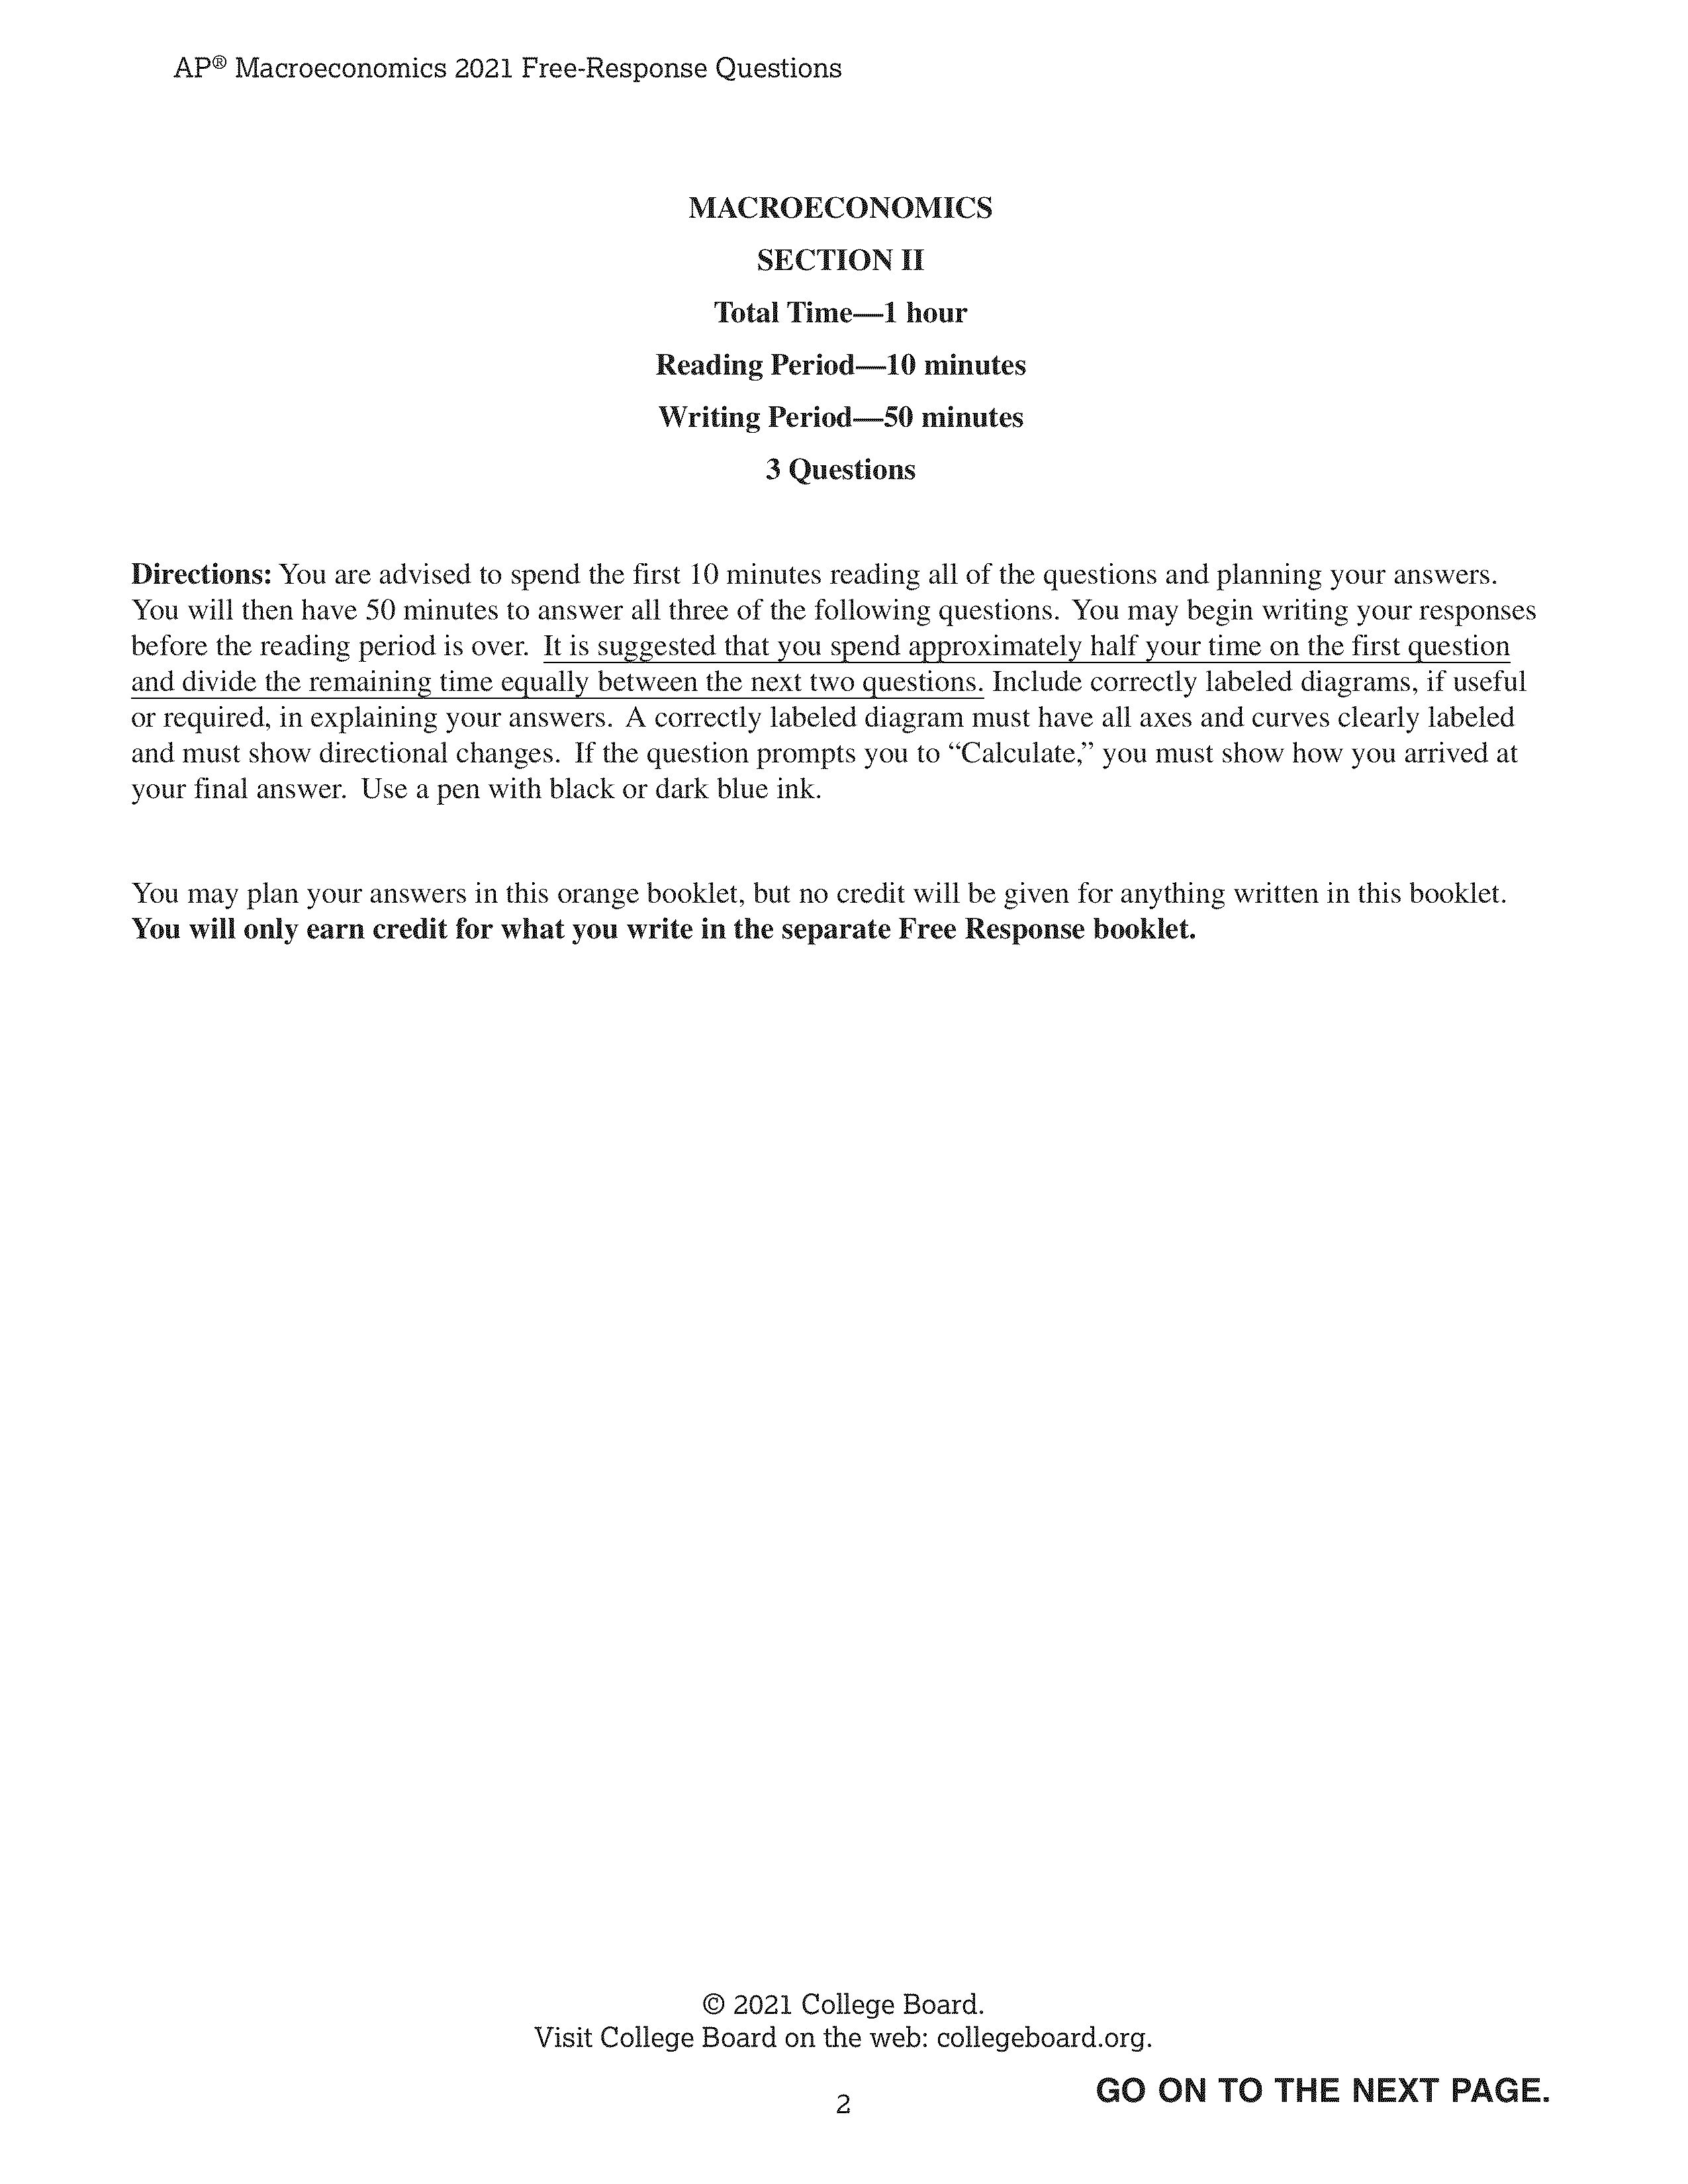 AP® Macroeconomics 2021 Free-Response Questions
MACROECONOMICS
SECTION II
Total Time—1 hour
Reading Period—10 minutes
Writing Period—50 minutes
3 Questions
Directions: You are advised to spend the first 10 minutes reading all of the questions and planning your answers.
You will then have 50 minutes to answer all three of the following questions. You may begin writing your responses
before the reading period is over. It is suggested that you spend approximately half your time on the first question
and divide the remaining time equally between the next two questions. Include correctly labeled diagrams, if useful
or required, in explaining your answers. A correctly labeled diagram must have all axes and curves clearly labeled
and must show directional changes. If the question prompts you to “Calculate,” you must show how you arrived at
your final answer. Use a pen with black or dark blue ink.
You may plan your answers in this orange booklet, but no credit will be given for anything written in this booklet.
You will only earn credit for what you write in the separate Free Response booklet.
© 2021 College Board.
Visit College Board on the web: collegeboard.org.
GO ON TO THE NEXT PAGE.
2